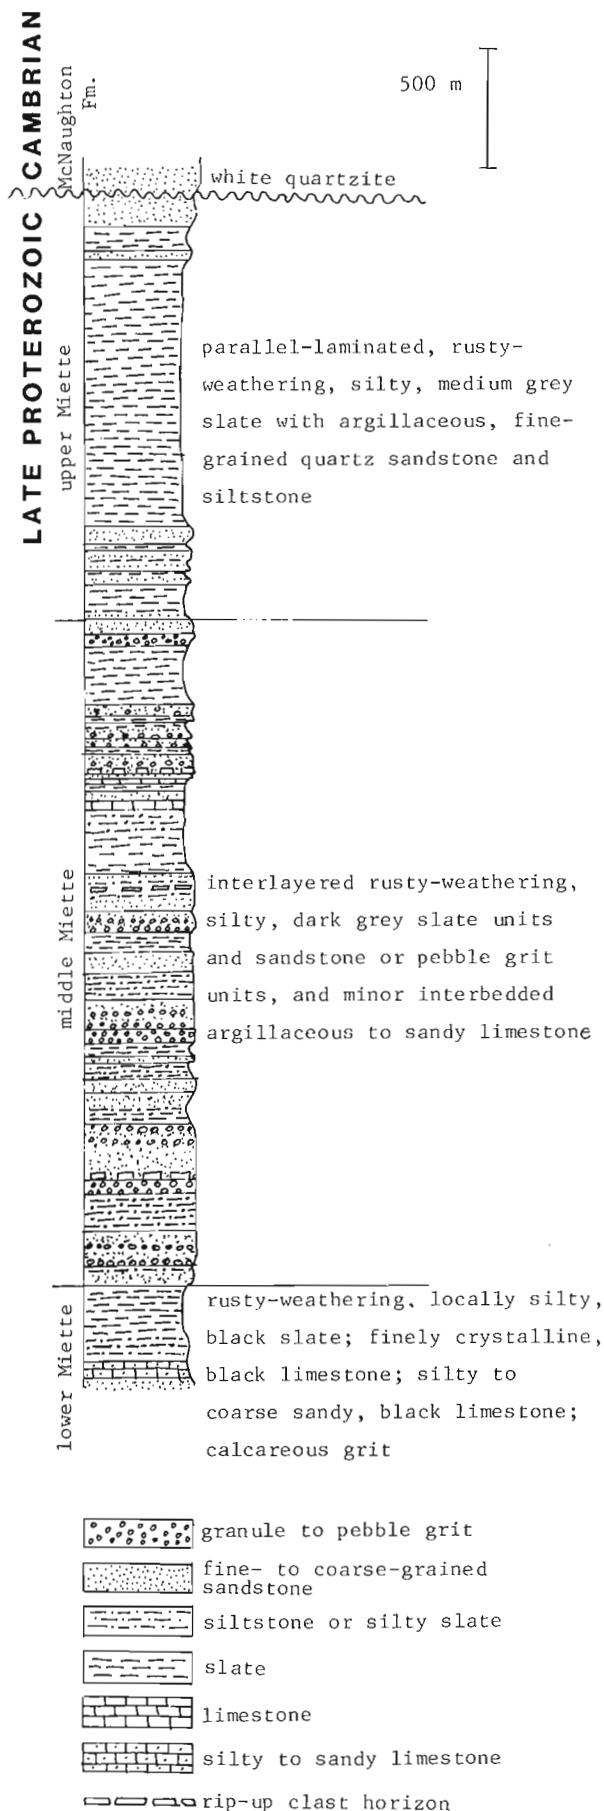 CAMBRIAN
McNaughton
Fm.
500 m
white quartzite
LATE PROTEROZOIC
upper Miette
parallel-laminated, rusty-
weathering, silty, medium grey
slate with argillaceous, fine-
grained quartz sandstone and
siltstone
middle Miette
interlayered rusty-weathering,
silty, dark grey slate units
and sandstone or pebble grit
units, and minor interbedded
argillaceous to sandy limestone
lower Miette
rusty-weathering, locally silty,
black slate; finely crystalline,
black limestone; silty to
coarse sandy, black limestone;
calcareous grit
granule to pebble grit
fine- to coarse-grained
sandstone
siltstone or silty slate
slate
limestone
silty to sandy limestone
rip-up clast horizon